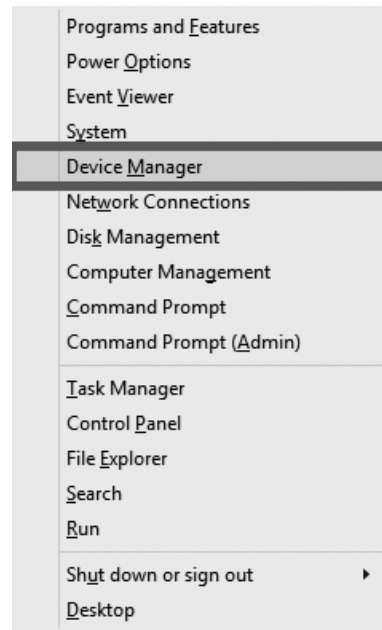 Programs and Features
Power Options
Event Viewer
System
Device Manager
Network Connections
Disk Management
Computer Management
Command Prompt
Command Prompt (Admin)
Task Manager
Control Panel
File Explorer
Search
Run
Shut down or sign out
Desktop